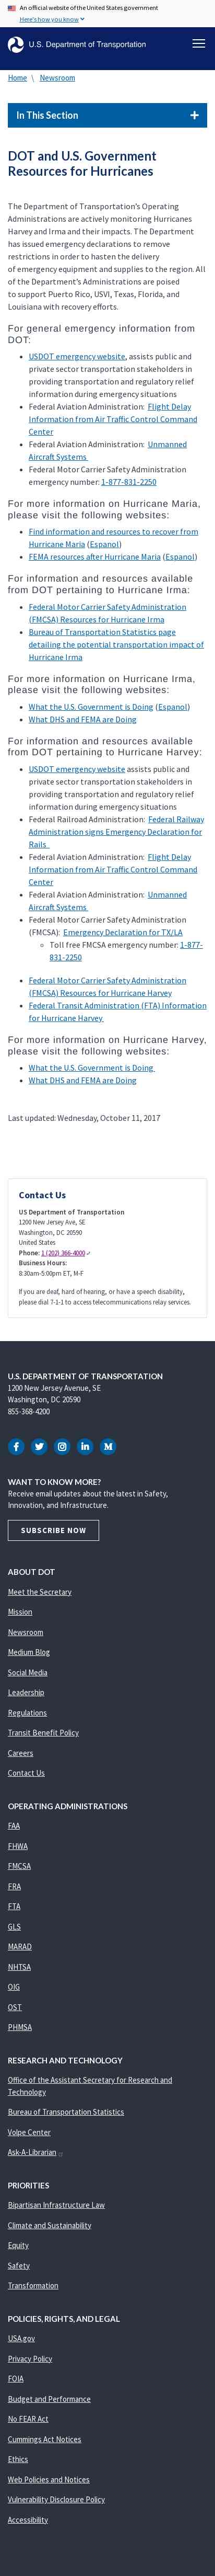 An official website of the United States government
Here's how you know
U.S. Department of Transportation
Home \ Newsroom
In This Section
DOT and U.S. Government
Resources for Hurricanes
The Department of Transportation's Operating
Administrations are actively monitoring Hurricanes
Harvey and Irma and their impacts. The Department
has issued emergency declarations needed to
restore infrastructure and hasten the delivery
of emergency equipment and supplies to the region. All
of this in addition to the assessments are also poised
to support Puerto Rico, USVI, Texas, Florida, and
Louisiana with recovery efforts.
For general emergency information from
DOT:
USDOT emergency website, assists public and
private sector transportation stakeholders in
providing transportation and readily relevant
information regarding emergency situations
Federal Aviation Administration: Flight Delay
Information from Air Traffic Control Command
Center
Federal Aviation Administration: Unmanned
Aircraft Systems
Federal Motor Carrier Safety Administration
emergency number: 1-877-831-2250
For more information on Hurricane Maria,
please visit the following websites:
Find information and resources to recover from
Hurricane Maria (Espanol)
FEMA resources after Hurricane Maria (Espanol)
For information and resources available
from DOT pertaining to Hurricane Irma:
Federal Motor Carrier Safety Administration
(FMCSA) Resources for Hurricane Irma
Bureau of Transportation Statistics page
detailing the potential transportation impact of
Hurricane Irma
For more information on Hurricane Irma,
please visit the following websites:
What the U.S. Government is Doing (Espanol)
What DHS and FEMA are Doing
For information and resources available
from DOT pertaining to Hurricane Harvey:
USDOT emergency website assists public and
private sector transportation stakeholders in
providing transportation and readily relevant
information regarding emergency situations
Federal Railroad Administration: Federal Railway
Administration signs Emergency Declaration for
Rails
Federal Aviation Administration: Flight Delay
Information from Air Traffic Control Command
Center
Federal Aviation Administration: Unmanned
Aircraft Systems
Federal Motor Carrier Safety Administration
(FMCSA): Emergency Declaration for TX/LA
Toll free FMCSA emergency number: 1-877-
831-2250
Federal Motor Carrier Safety Administration
(FMCSA) Resources for Hurricane Harvey
Federal Transit Administration (FTA) Information
for Hurricane Harvey
For more information on Hurricane Harvey,
please visit the following websites:
What the U.S. Government is Doing
What DHS and FEMA are Doing
Last updated: Wednesday, October 11, 2017
Contact Us
US Department of Transportation
1200 New Jersey Ave, SE
Washington, DC 20590
United States
Phone: 1 (202) 366-4000
Business Hours:
8:30am-5:00pm ET, M-F
If you are deaf, hard of hearing, or have a speech disability,
please dial 7-1-1 to access telecommunications relay services.
U.S. DEPARTMENT OF TRANSPORTATION
1200 New Jersey Avenue, SE
Washington, DC 20590
855-368-4200
WANT TO KNOW MORE?
Receive email updates about the latest in Safety,
Innovation, and Infrastructure.
SUBSCRIBE NOW
ABOUT DOT
Meet the Secretary
Mission
Newsroom
Medium Blog
Social Media
Leadership
Regulations
Transit Benefit Policy
Careers
Contact Us
OPERATING ADMINISTRATIONS
FAA
FHWA
FMCSA
FRA
FTA
GLS
MARAD
NHTSA
OIG
OST
PHMSA
RESEARCH AND TECHNOLOGY
Office of the Assistant Secretary for Research and
Technology
Bureau of Transportation Statistics
Volpe Center
Ask-A-Librarian
PRIORITIES
Bipartisan Infrastructure Law
Climate and Sustainability
Equity
Safety
Transformation
POLICIES, RIGHTS, AND LEGAL
USA.gov
Privacy Policy
FOIA
Budget and Performance
No FEAR Act
Cummings Act Notices
Ethics
Web Policies and Notices
Vulnerability Disclosure Policy
Accessibility